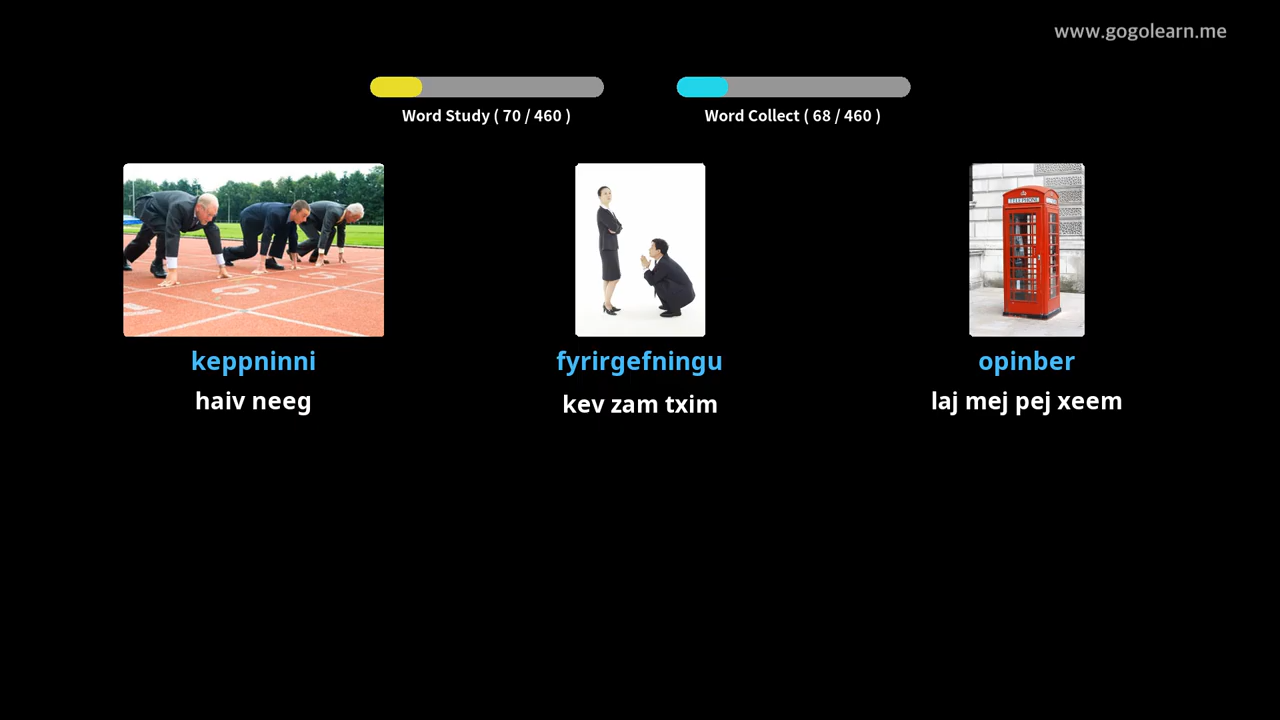 www.gogolearn.me
Word Study ( 70 / 460 )
Word Collect ( 68 / 460 )
TELEPHONE
keppninni
fyrirgefningu
opinber
haiv neeg
kev zam txim
laj mej pej xeem